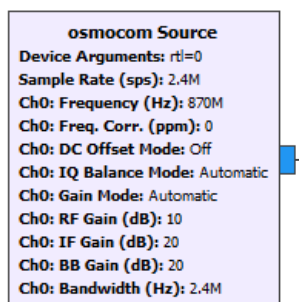 osmocom Source
Device Arguments: rtl=0
Sample Rate (sps): 2.4M
Ch0: Frequency (Hz): 870M
Ch0: Freq. Corr. (ppm): 0
Ch0: DC Offset Mode: Off
Ch0: IQ Balance Mode: Automatic
Ch0: Gain Mode: Automatic
Ch0: RF Gain (dB): 10
Ch0: IF Gain (dB): 20
Ch0: BB Gain (dB): 20
Ch0: Bandwidth (Hz): 2.4M